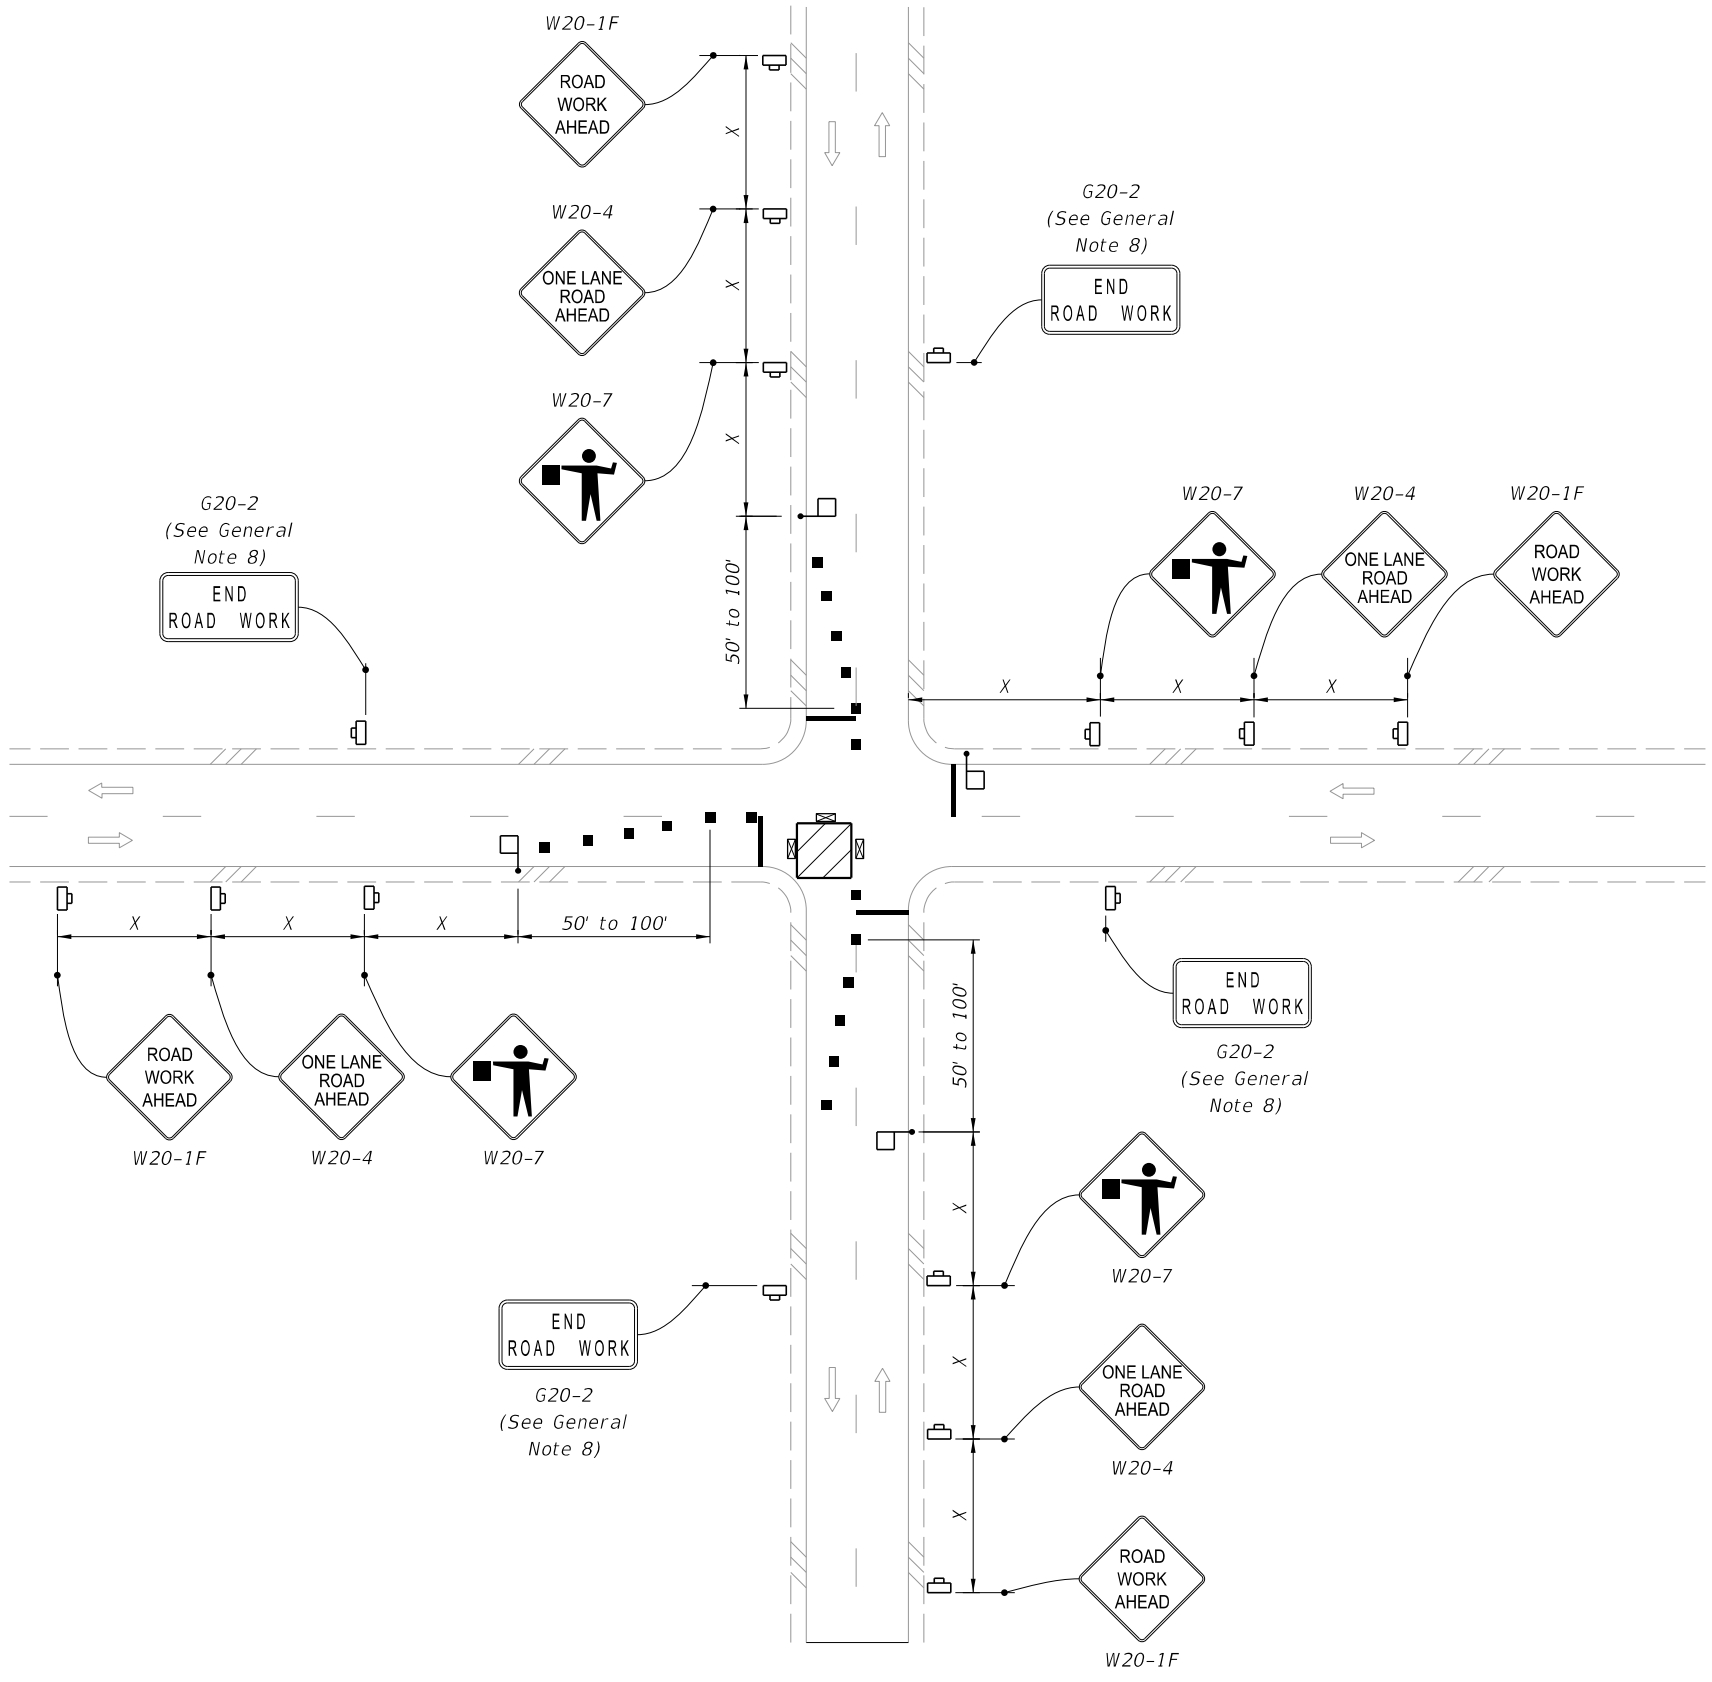 W20-1F
ROAD
WORK
AHEAD
X
W20-4
ONE LANE
ROAD
AHEAD
X
W20-7
X
50' to 100'
G20-2
(See General
Note 8)
END
ROAD WORK
G20-2
(See General
Note 8)
END
ROAD WORK
W20-7
W20-4
ONE LANE
ROAD
AHEAD
W20-1F
ROAD
WORK
AHEAD
X
X
X
X
X
X
50' to 100'
ROAD
WORK
AHEAD
W20-1F
ONE LANE
ROAD
AHEAD
W20-4
W20-7
50' to 100'
END
ROAD WORK
G20-2
(See General
Note 8)
X
W20-7
END
ROAD WORK
G20-2
(See General
Note 8)
X
ONE LANE
ROAD
AHEAD
W20-4
X
ROAD
WORK
AHEAD
W20-1F